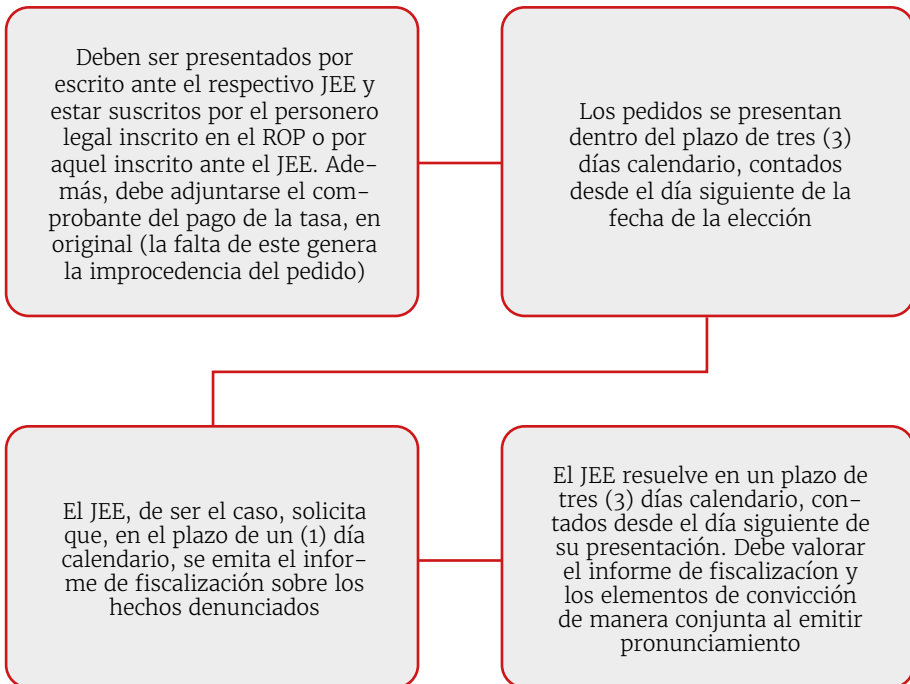 Deben ser presentados por
escrito ante el respectivo JEE y
estar suscritos por el personero
legal inscrito en el ROP o por
aquel inscrito ante el JEE. Ade-
más, debe adjuntarse el com-
probante del pago de la tasa, en
original (la falta de este genera
la improcedencia del pedido)
Los pedidos se presentan
dentro del plazo de tres (3)
días calendario, contados
desde el día siguiente de la
fecha de la elección
El JEE, de ser el caso, solicita
que, en el plazo de un (1) día
calendario, se emita el infor-
me de fiscalización sobre los
hechos denunciados
El JEE resuelve en un plazo de
tres (3) días calendario, con-
tados desde el día siguiente de
su presentación. Debe valorar
el informe de fiscalizacíon y
los elementos de convicción
de manera conjunta al emitir
pronunciamiento